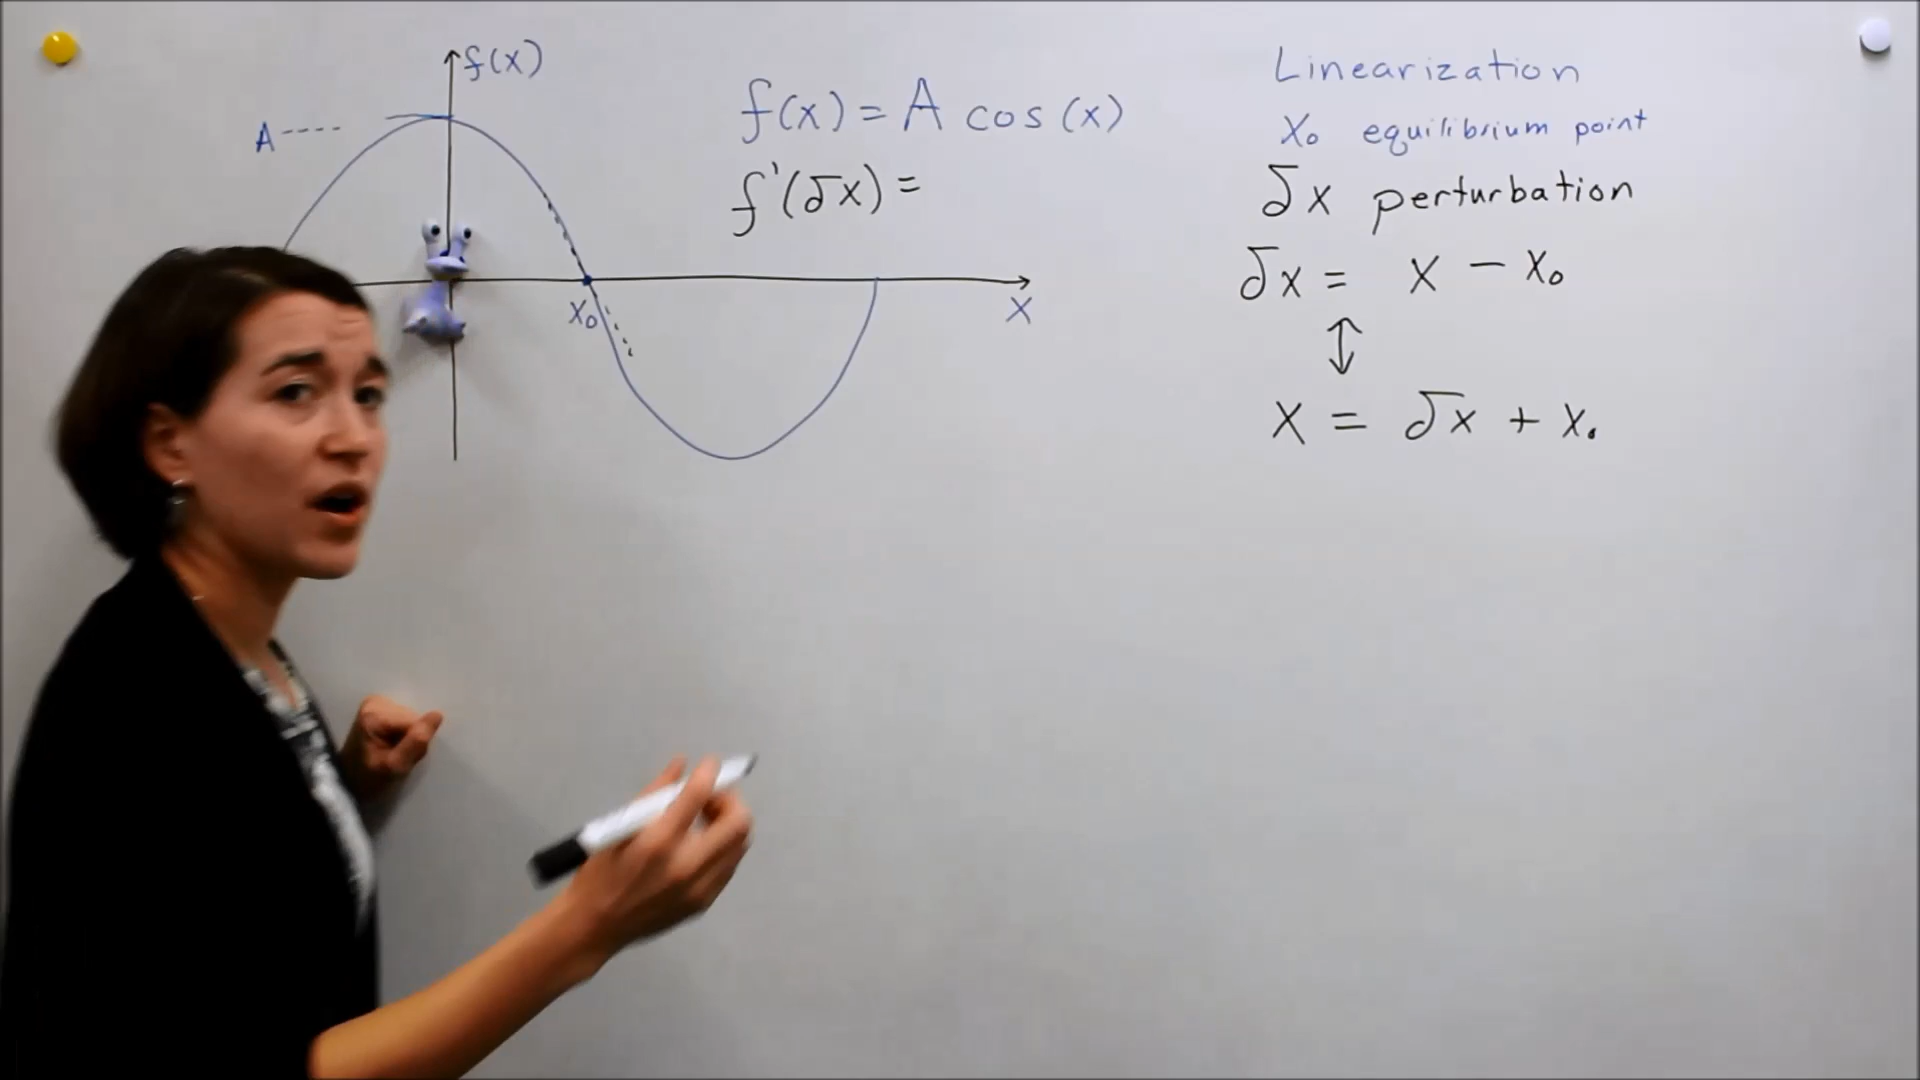 f(x)
A
x₀
x
f(x) = A cos(x)
f'(δx) =
Linearization
x₀ equilibrium point
δx perturbation
δx = x - x₀
↕
x = δx + x₀